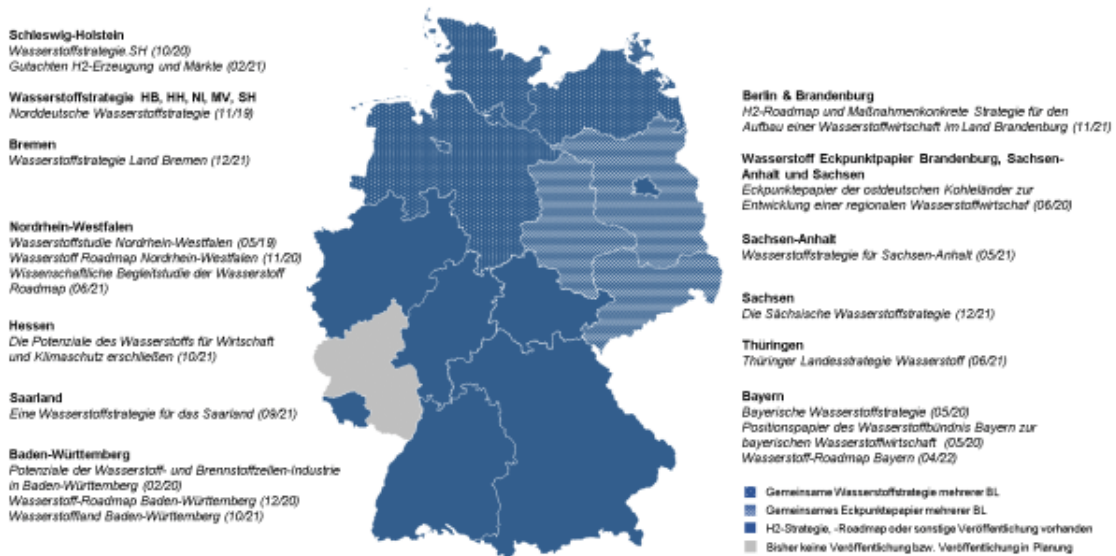 Schleswig-Holstein
Wasserstoffstrategie.SH (10/20)
Gutachten H2-Erzeugung und Märkte (02/21)
Wasserstoffstrategie HB, HH, NI, MV, SH
Norddeutsche Wasserstoffstrategie (11/19)
Bremen
Wasserstoffstrategie Land Bremen (12/21)
Nordrhein-Westfalen
Wasserstoffstudie Nordrhein-Westfalen (05/19)
Wasserstoff Roadmap Nordrhein-Westfalen (11/20)
Wissenschaftliche Begleitstudie der Wasserstoff
Roadmap (06/21)
Hessen
Die Potenziale des Wasserstoffs für Wirtschaft
und Klimaschutz erschließen (10/21)
Saarland
Eine Wasserstoffstrategie für das Saarland (09/21)
Baden-Württemberg
Potenziale der Wasserstoff- und Brennstoffzellen-Industrie
in Baden-Württemberg (02/20)
Wasserstoff-Roadmap Baden-Württemberg (12/20)
Wasserstoffland Baden-Württemberg (10/21)
Berlin & Brandenburg
H2-Roadmap und Maßnahmenkonkrete Strategie für den
Aufbau einer Wasserstoffwirtschaft im Land Brandenburg (11/21)
Wasserstoff Eckpunktpapier Brandenburg, Sachsen-
Anhalt und Sachsen
Eckpunktepapier der ostdeutschen Kohleländer zur
Entwicklung einer regionalen Wasserstoffwirtschaf (06/20)
Sachsen-Anhalt
Wasserstoffstrategie für Sachsen-Anhalt (05/21)
Sachsen
Die Sächsische Wasserstoffstrategie (12/21)
Thüringen
Thüringer Landesstrategie Wasserstoff (06/21)
Bayern
Bayerische Wasserstoffstrategie (05/20)
Positionspapier des Wasserstoffbündnis Bayern zur
bayerischen Wasserstoffwirtschaft (05/20)
Wasserstoff-Roadmap Bayern (04/22)
Gemeinsame Wasserstoffstrategie mehrerer BL
Gemeinsames Eckpunktepapier mehrerer BL
H2-Strategie, -Roadmap oder sonstige Veröffentlichung vorhanden
Bisher keine Veröffentlichung bzw. Veröffentlichung in Planung